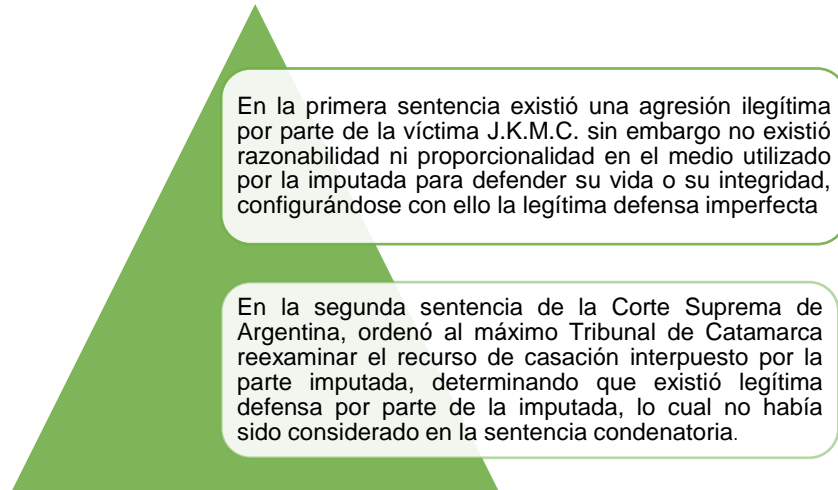 En la primera sentencia existió una agresión ilegítima
por parte de la víctima J.K.M.C. sin embargo no existió
razonabilidad ni proporcionalidad en el medio utilizado
por la imputada para defender su vida o su integridad,
configurándose con ello la legítima defensa imperfecta
En la segunda sentencia de la Corte Suprema de
Argentina, ordenó al máximo Tribunal de Catamarca
reexaminar el recurso de casación interpuesto por la
parte imputada, determinando que existió legítima
defensa por parte de la imputada, lo cual no había
sido considerado en la sentencia condenatoria.